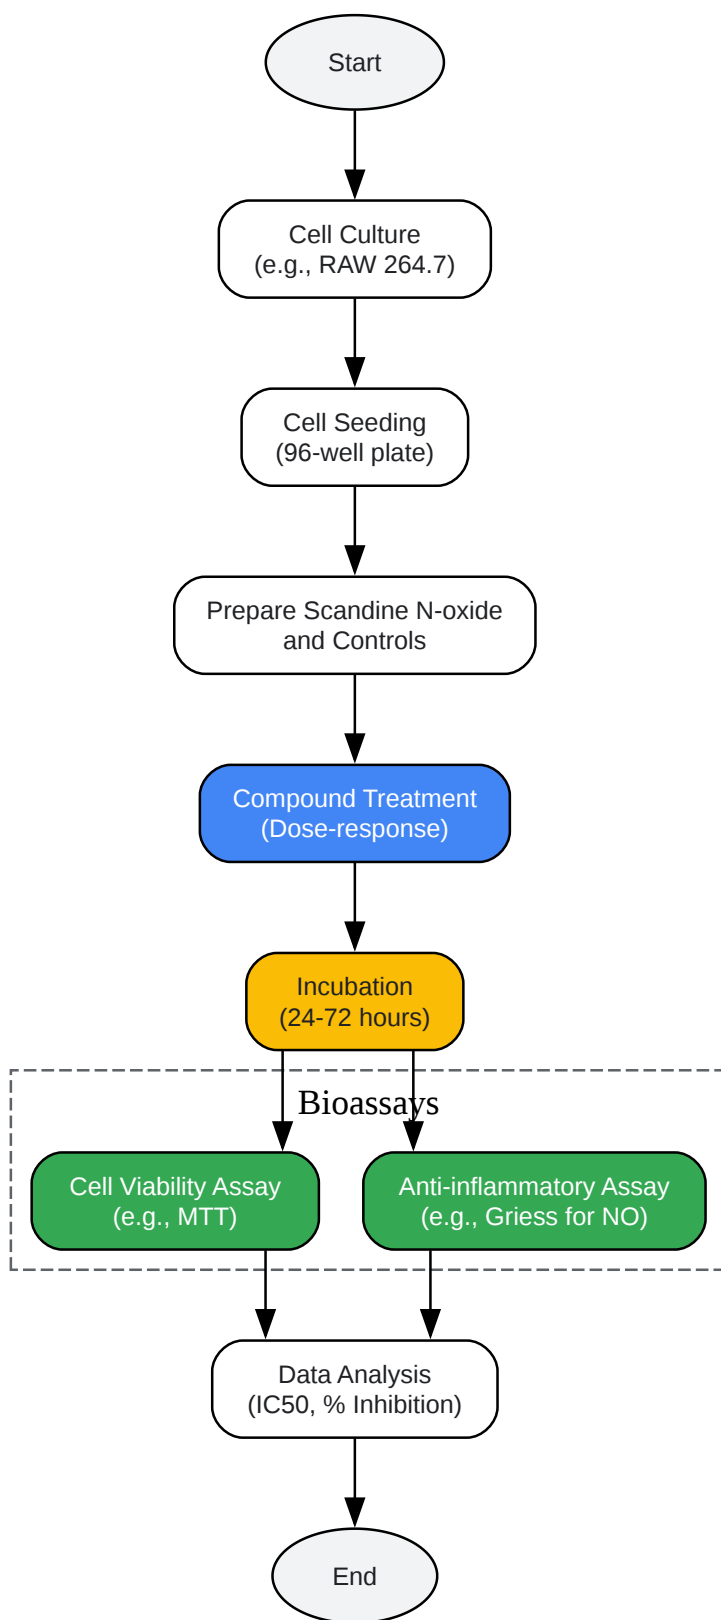 Start
Cell Culture
(e.g., RAW 264.7)
Cell Seeding
(96-well plate)
Prepare Scandine N-oxide
and Controls
Compound Treatment
(Dose-response)
Incubation
(24-72 hours)
Bioassays
Cell Viability Assay
(e.g., MTT)
Anti-inflammatory Assay
(e.g., Griess for NO)
Data Analysis
(IC50, % Inhibition)
End